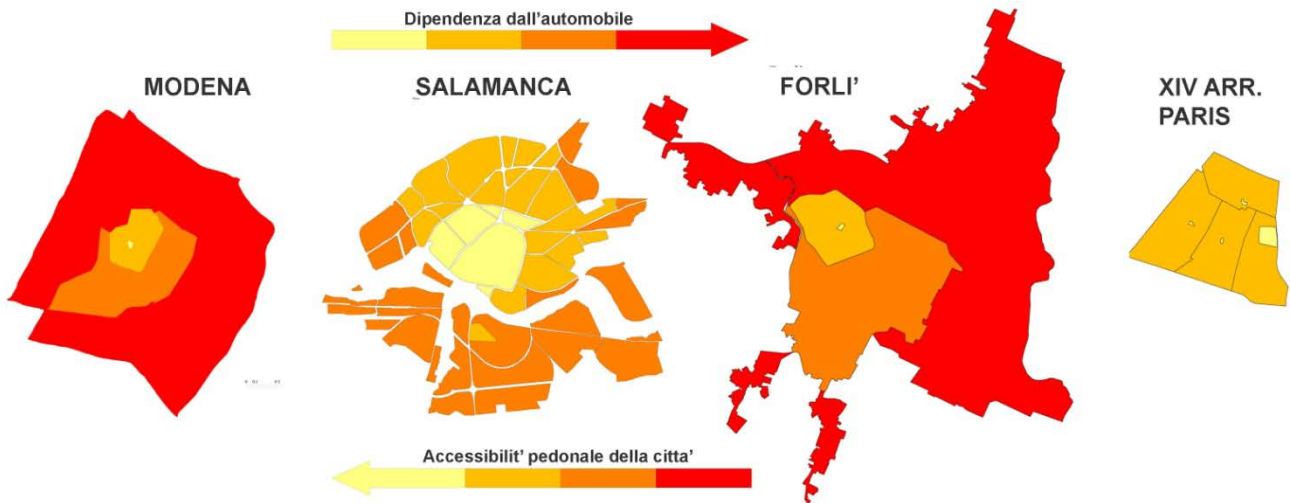 Dipendenza dall'automobile
MODENA
SALAMANCA
FORLI'
XIV ARR.
PARIS
Accessibilit' pedonale della citta'